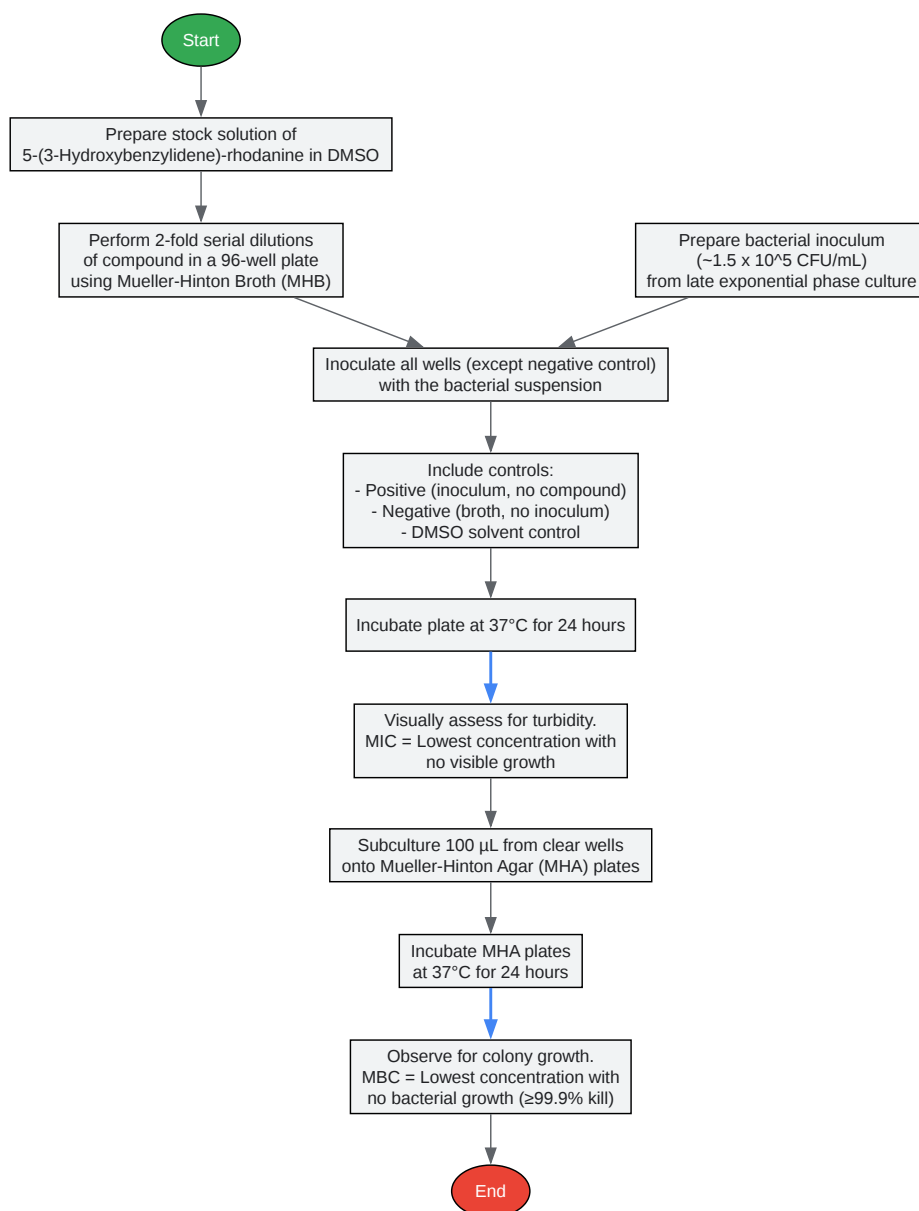 Start
Prepare stock solution of
5-(3-Hydroxybenzylidene)-rhodanine in DMSO
Perform 2-fold serial dilutions
of compound in a 96-well plate
using Mueller-Hinton Broth (MHB)
Prepare bacterial inoculum
(~1.5 x 10^5 CFU/mL)
from late exponential phase culture
Inoculate all wells (except negative control)
with the bacterial suspension
Include controls:
- Positive (inoculum, no compound)
- Negative (broth, no inoculum)
- DMSO solvent control
Incubate plate at 37°C for 24 hours
Visually assess for turbidity.
MIC = Lowest concentration with
no visible growth
Subculture 100 µL from clear wells
onto Mueller-Hinton Agar (MHA) plates
Incubate MHA plates
at 37°C for 24 hours
Observe for colony growth.
MBC = Lowest concentration with
no bacterial growth (≥99.9% kill)
End